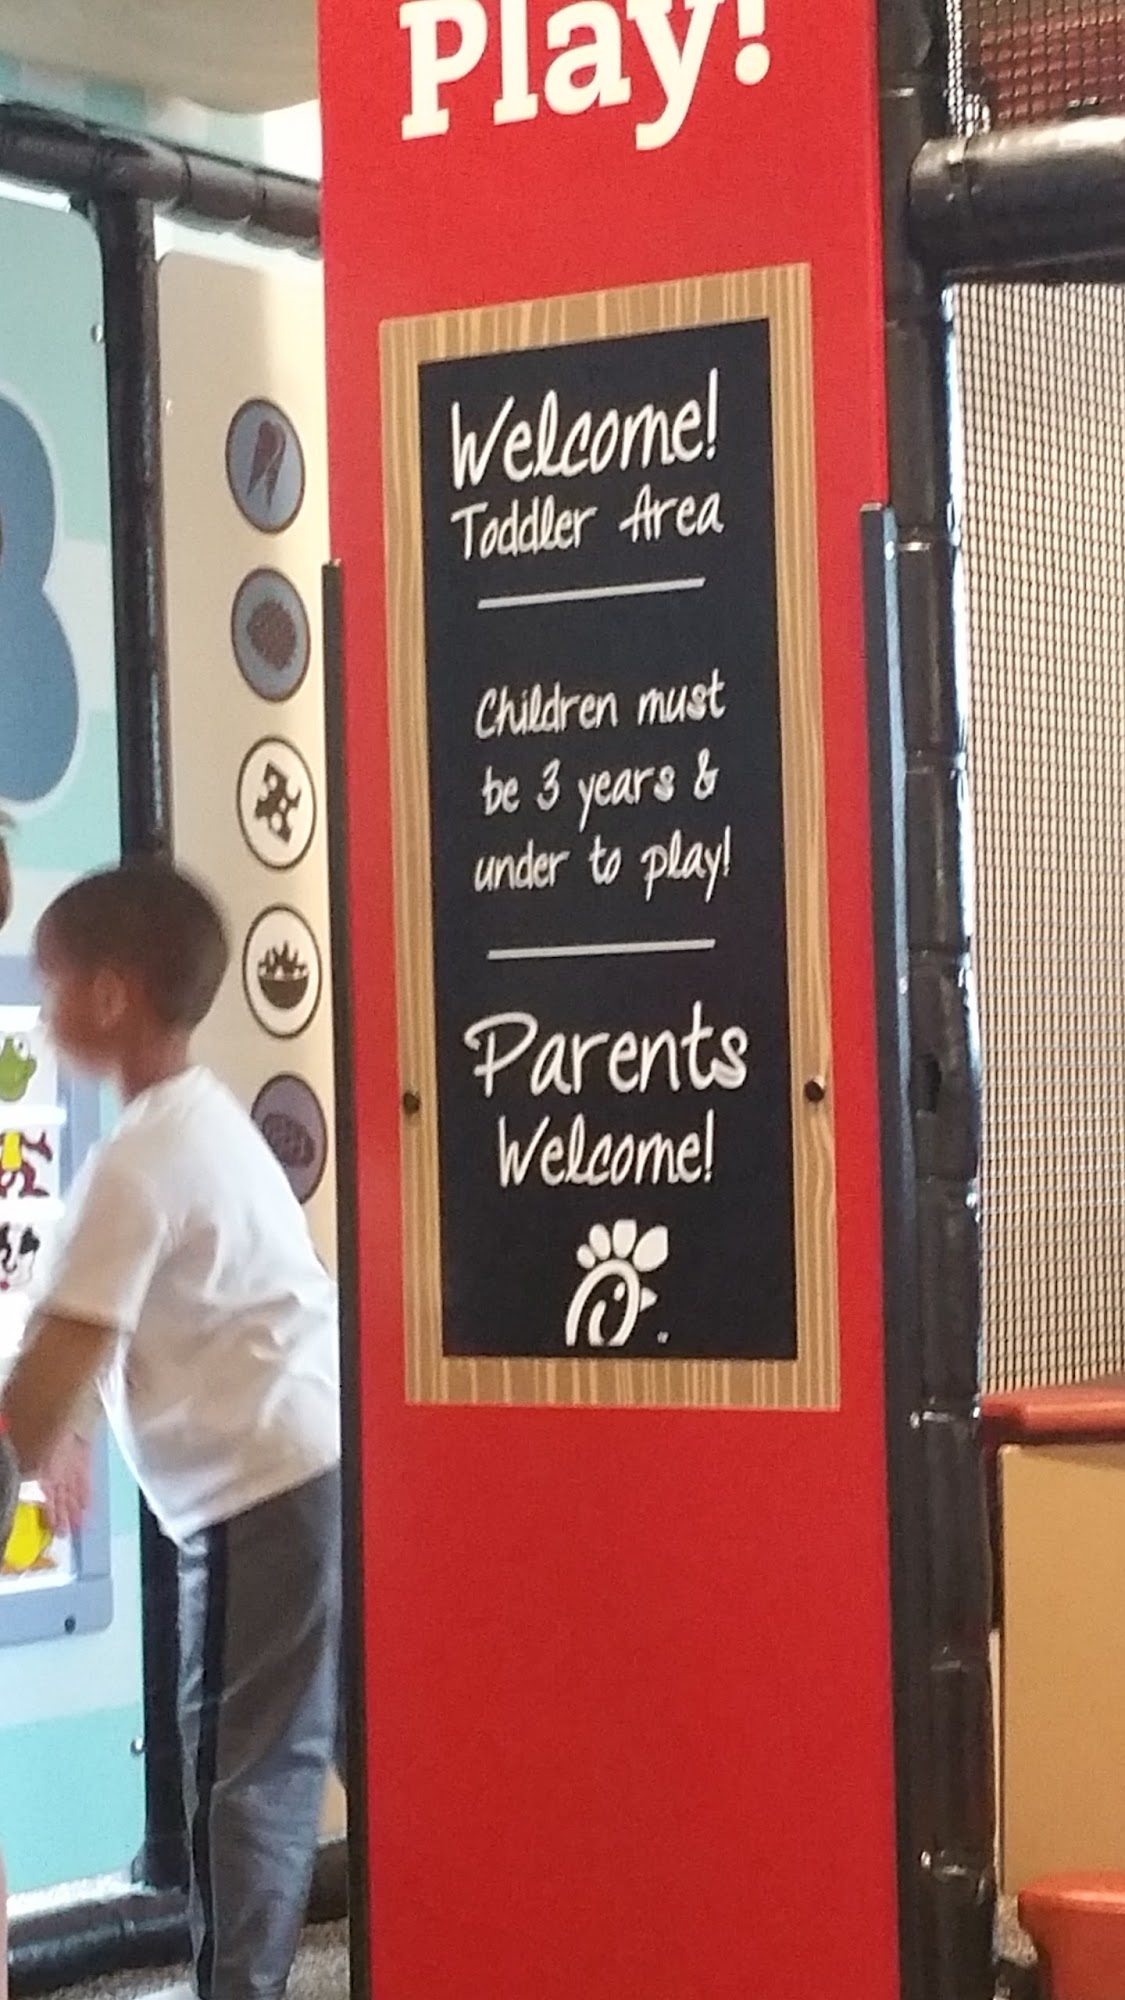 Play!
Welcome!
Toddler Area
Children must
be 3 years &
under to play!
Parents
Welcome!